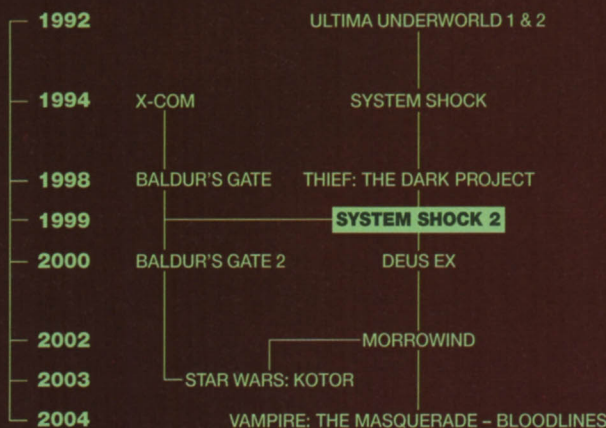 1992 ULTIMA UNDERWORLD 1 & 2
1994 X-COM SYSTEM SHOCK
1998 BALDUR'S GATE THIEF: THE DARK PROJECT
1999 SYSTEM SHOCK 2
2000 BALDUR'S GATE 2 DEUS EX
2002 MORROWIND
2003 STAR WARS: KOTOR
2004 VAMPIRE: THE MASQUERADE – BLOODLINES